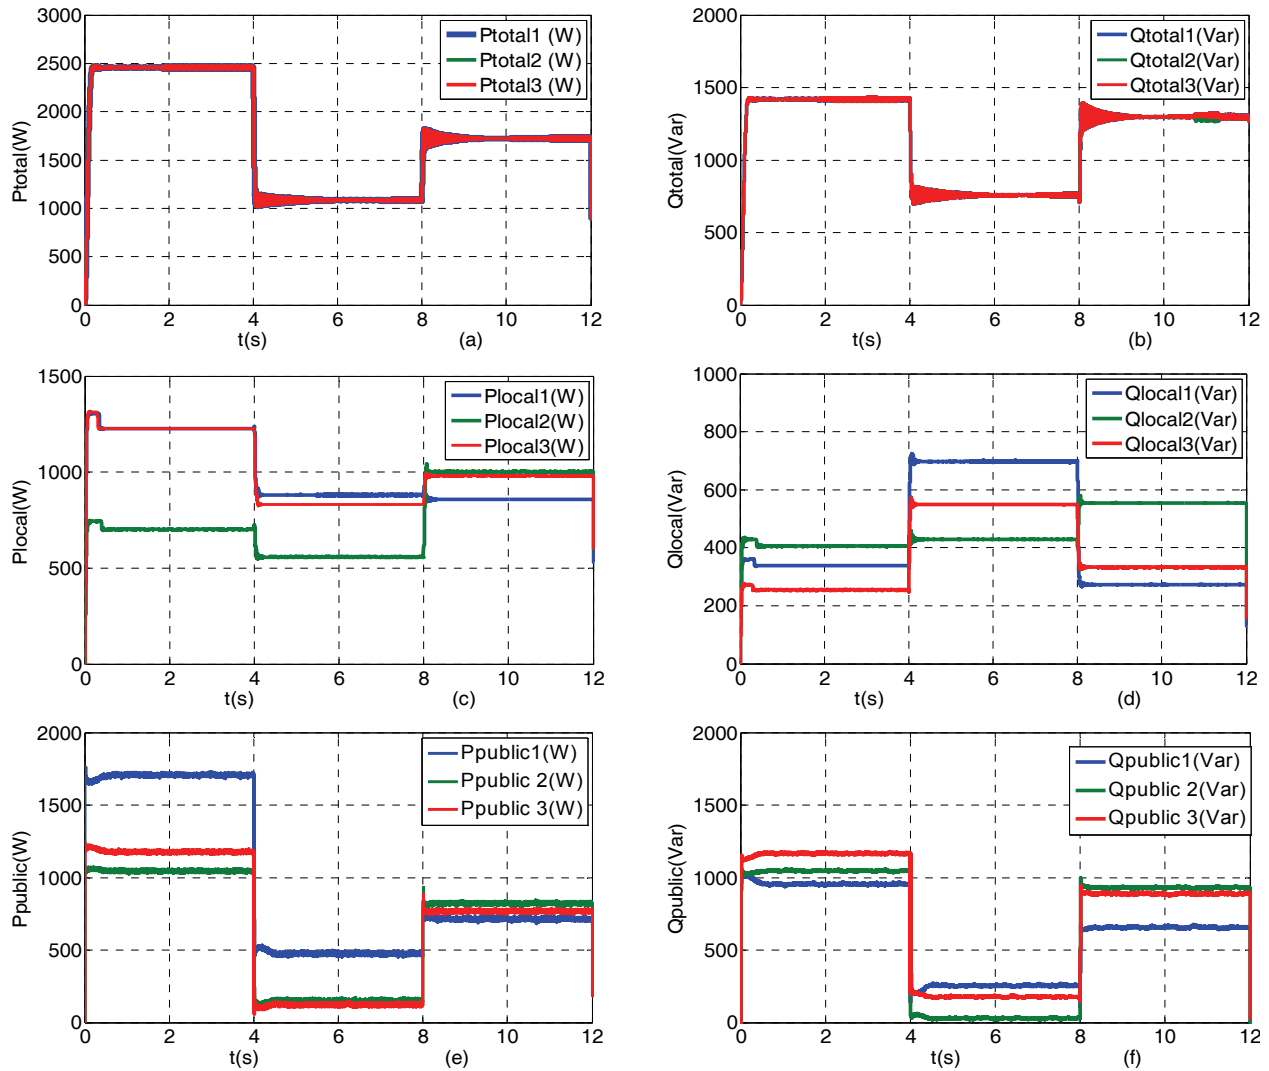 3000
2500
2000
1500
1000
500
0
Ptotal(W)
Ptotal1 (W)
Ptotal2 (W)
Ptotal3 (W)
0 2 4 6 8 10 12
t(s)
(a)
2000
1500
1000
500
0
Qtotal(Var)
Qtotal1(Var)
Qtotal2(Var)
Qtotal3(Var)
0 2 4 6 8 10 12
t(s)
(b)
1500
1000
500
0
Plocal(W)
Plocal1(W)
Plocal2(W)
Plocal3(W)
0 2 4 6 8 10 12
t(s)
(c)
1000
800
600
400
200
0
Qlocal(Var)
Qlocal1(Var)
Qlocal2(Var)
Qlocal3(Var)
0 2 4 6 8 10 12
t(s)
(d)
2000
1500
1000
500
0
Ppublic(W)
Ppublic1(W)
Ppublic 2(W)
Ppublic 3(W)
0 2 4 6 8 10 12
t(s)
(e)
2000
1500
1000
500
0
Qpublic(Var)
Qpublic1(Var)
Qpublic 2(Var)
Qpublic 3(Var)
0 2 4 6 8 10 12
t(s)
(f)